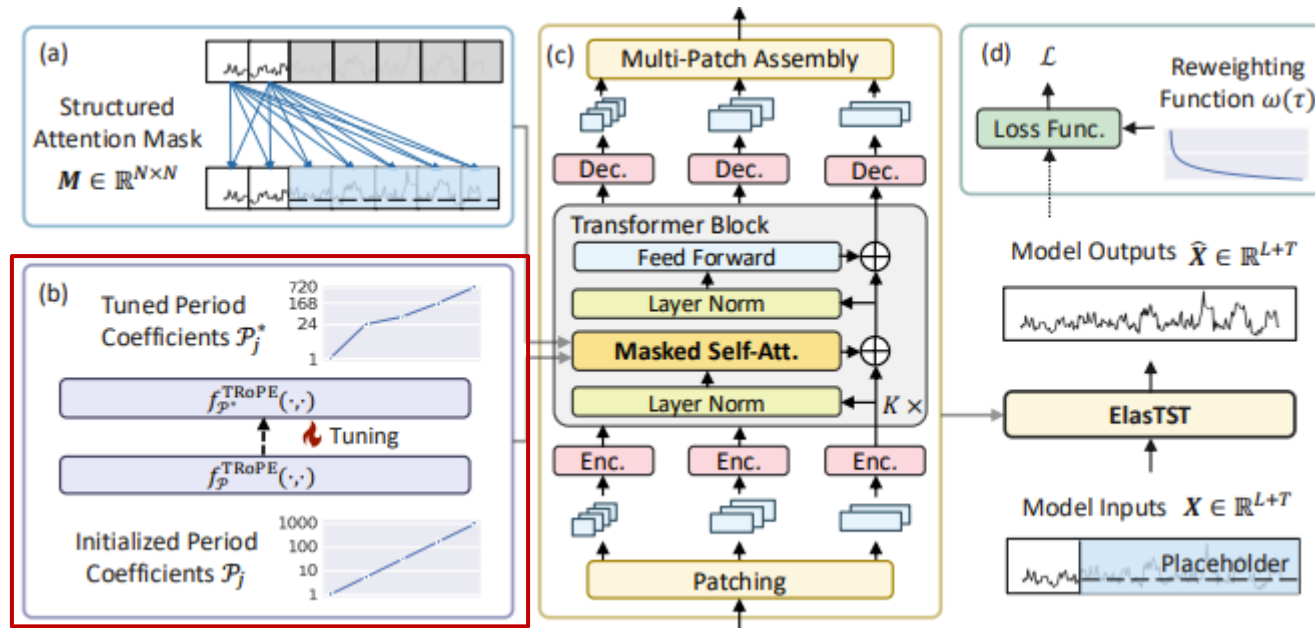 (a)
Structured
Attention Mask
M ∈ ℝ^{N×N}
(b)
Tuned Period
Coefficients 𝒫_j^*
720
168
24
1
f_{𝒫^*}^{TRoPE}(·,·)
Tuning
f_{𝒫}^{TRoPE}(·,·)
Initialized Period
Coefficients 𝒫_j
1000
100
10
1
(c)
Multi-Patch Assembly
Dec.
Dec.
Dec.
Transformer Block
Feed Forward
Layer Norm
Masked Self-Att.
Layer Norm
K ×
Enc.
Enc.
Enc.
Patching
(d)
ℒ
Reweighting
Function ω(τ)
Loss Func.
Model Outputs X̂ ∈ ℝ^{L+T}
ElasTST
Model Inputs X ∈ ℝ^{L+T}
Placeholder